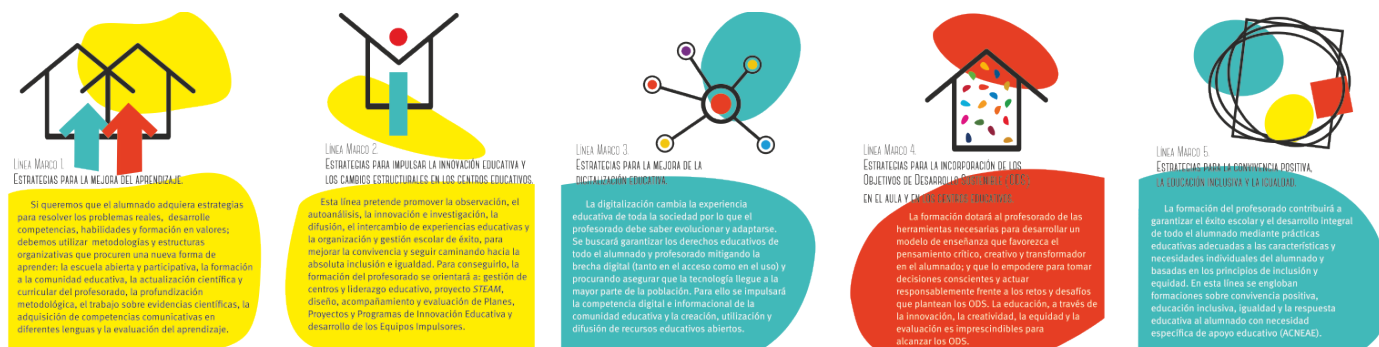 Línea Marco 1.
Estrategias para la mejora del aprendizaje.
Si queremos que el alumnado adquiera estrategias
para resolver los problemas reales, desarrolle
competencias, habilidades y formación en valores;
debemos utilizar metodologías y estructuras
organizativas que procuren una nueva forma de
aprender: la escuela abierta y participativa, la formación
a la comunidad educativa, la actualización científica y
curricular del profesorado, la profundización
metodológica, el trabajo sobre evidencias científicas, la
adquisición de competencias comunicativas en
diferentes lenguas y la evaluación del aprendizaje.
Línea Marco 2.
Estrategias para impulsar la innovación educativa y
los cambios estructurales en los centros educativos.
Esta línea pretende promover la observación, el
autoanálisis, la innovación e investigación, la
difusión, el intercambio de experiencias educativas y
la organización y gestión escolar de éxito, para
mejorar la convivencia y seguir caminando hacia la
absoluta inclusión e igualdad. Para conseguirlo, la
formación del profesorado se orientará a: gestión de
centros y liderazgo educativo, proyecto STEAM,
diseño, acompañamiento y evaluación de Planes,
Proyectos y Programas de Innovación Educativa y
desarrollo de los Equipos Impulsores.
Línea Marco 3.
Estrategias para la mejora de la
digitalización educativa.
La digitalización cambia la experiencia
educativa de toda la sociedad por lo que el
profesorado debe saber evolucionar y adaptarse.
Se buscará garantizar los derechos educativos de
todo el alumnado y profesorado mitigando la
brecha digital (tanto en el acceso como en el uso) y
procurando asegurar que la tecnología llegue a la
mayor parte de la población. Para ello se impulsará
la competencia digital e informacional de la
comunidad educativa y la creación, utilización y
difusión de recursos educativos abiertos.
Línea Marco 4.
Estrategias para la incorporación de los
Objetivos de Desarrollo Sostenible (ODS)
en el aula y en
La formación dotará al profesorado de las
herramientas necesarias para desarrollar un
modelo de enseñanza que favorezca el
pensamiento crítico, creativo y transformador
en el alumnado; y que lo empodere para tomar
decisiones conscientes y actuar
responsablemente frente a los retos y desafíos
que plantean los ODS. La educación, a través de
la innovación, la creatividad, la equidad y la
evaluación es imprescindibles para
alcanzar los ODS.
Línea Marco 5.
Estrategias para la convivencia positiva,
la educación inclusiva y la igualdad.
La formación del profesorado contribuirá a
garantizar el éxito escolar y el desarrollo integral
de todo el alumnado mediante prácticas
educativas adecuadas a las características y
necesidades individuales del alumnado y
basadas en los principios de inclusión y
equidad. En esta línea se engloban
formaciones sobre convivencia positiva,
educación inclusiva, igualdad y la respuesta
educativa al alumnado con necesidad
específica de apoyo educativo (ACNEAE).